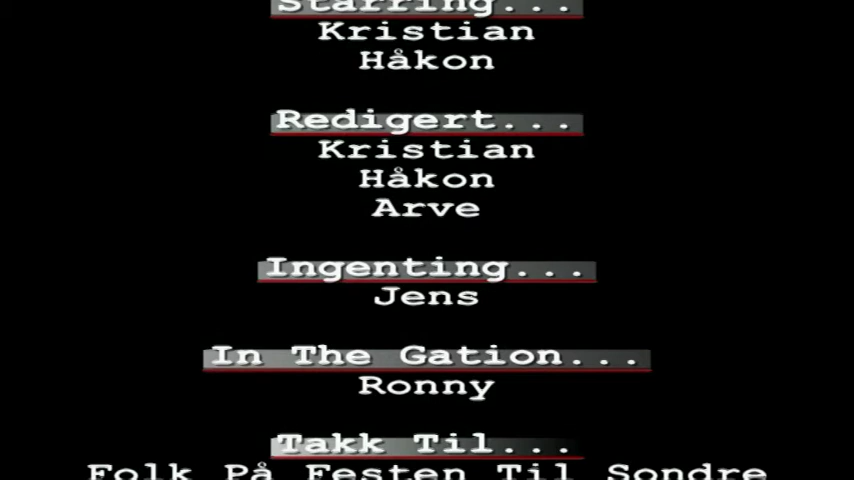 Starring...
Kristian
Håkon
Redigert...
Kristian
Håkon
Arve
Ingenting...
Jens
In The Gation...
Ronny
Takk Til...
Folk På Festen Til Sondre